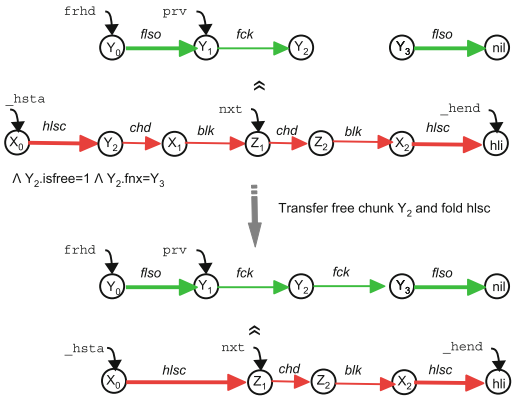 frhd prv
flso fck flso
Y0 Y1 Y2 Y3 nil
_hsta nxt _hend
hlsc chd blk chd blk hlsc
X0 Y2 X1 Z1 Z2 X2 hli
∧ Y2.isfree=1 ∧ Y2.fnx=Y3
Transfer free chunk Y2 and fold hlsc
frhd prv
flso fck fck flso
Y0 Y1 Y2 Y3 nil
_hsta nxt _hend
hlsc chd blk hlsc
X0 Z1 Z2 X2 hli